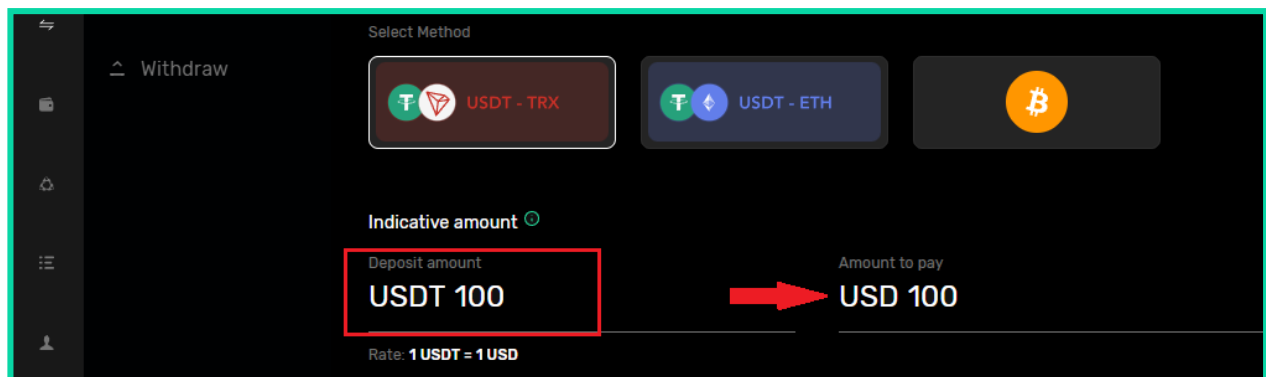 Select Method
Withdraw
USDT - TRX
USDT - ETH
Indicative amount
Deposit amount
Amount to pay
USDT 100
USD 100
Rate: 1 USDT = 1 USD